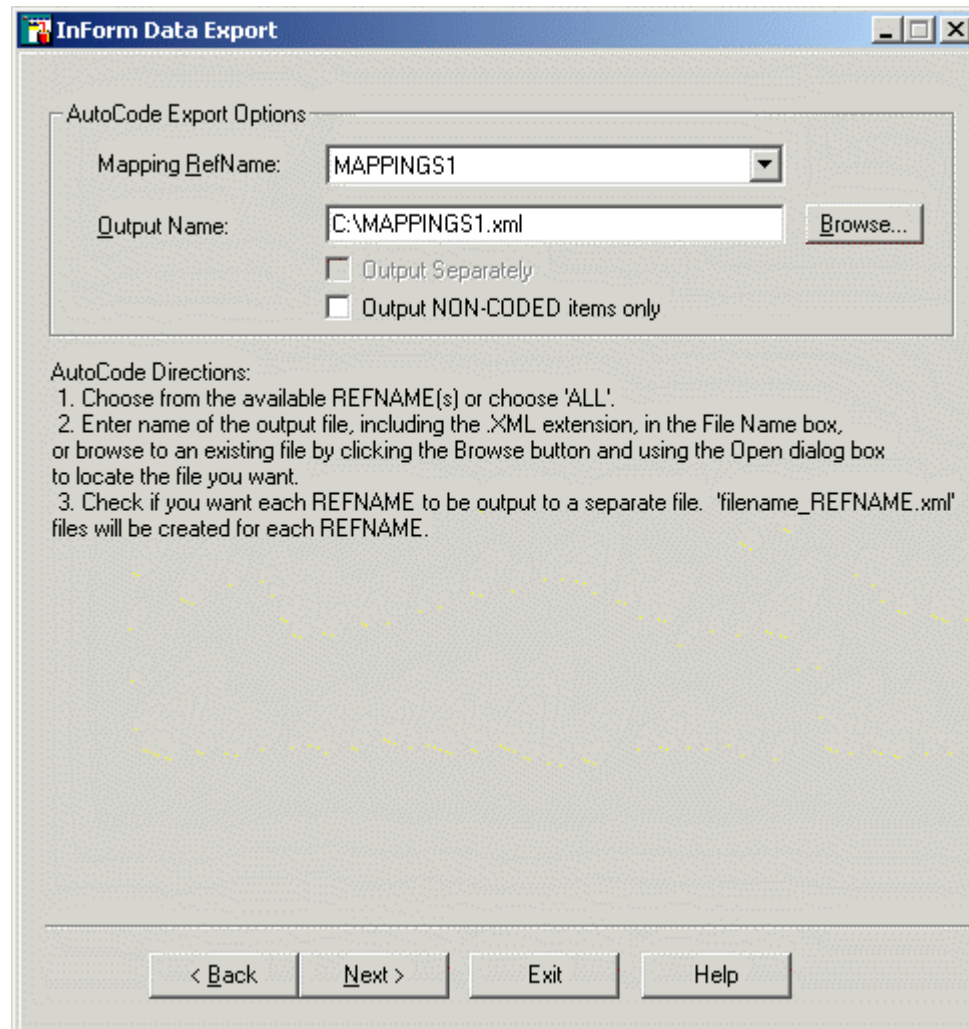 InForm Data Export
AutoCode Export Options
Mapping RefName:
MAPPINGS1
Output Name:
C:\MAPPINGS1.xml
Browse...
Output Separately
Output NON-CODED items only
AutoCode Directions:
1. Choose from the available REFNAME(s) or choose 'ALL'.
2. Enter name of the output file, including the .XML extension, in the File Name box,
or browse to an existing file by clicking the Browse button and using the Open dialog box
to locate the file you want.
3. Check if you want each REFNAME to be output to a separate file. 'filename_REFNAME.xml'
files will be created for each REFNAME.
< Back
Next >
Exit
Help